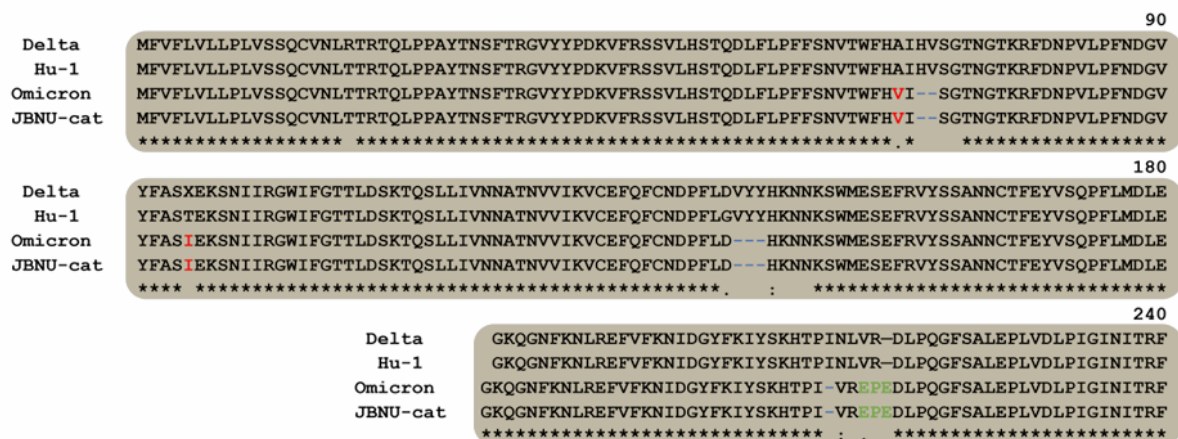 90
Delta MFVFLVLLPLVSSQCVNLRTRTQLPPAYTNSFTRGVYYPDKVFRSSVLHSTQDLFLPFFSNVTWFHAIHVSGTNGTKRFDNPVLPFNDGV
Hu-1 MFVFLVLLPLVSSQCVNLTTRTQLPPAYTNSFTRGVYYPDKVFRSSVLHSTQDLFLPFFSNVTWFHAIHVSGTNGTKRFDNPVLPFNDGV
Omicron MFVFLVLLPLVSSQCVNLTTRTQLPPAYTNSFTRGVYYPDKVFRSSVLHSTQDLFLPFFSNVTWFHVI--SGTNGTKRFDNPVLPFNDGV
JBNU-cat MFVFLVLLPLVSSQCVNLTTRTQLPPAYTNSFTRGVYYPDKVFRSSVLHSTQDLFLPFFSNVTWFHVI--SGTNGTKRFDNPVLPFNDGV
****************** ***********************************************.*  ********************
180
Delta YFASXEKSNIIRGWIFGTTLDSKTQSLLIVNNATNVVIKVCEFQFCNDPFLDVYYHKNNKSWMESEFRVYSSANNCTFEYVSQPFLMDLE
Hu-1 YFASTEKSNIIRGWIFGTTLDSKTQSLLIVNNATNVVIKVCEFQFCNDPFLGVYYHKNNKSWMESEFRVYSSANNCTFEYVSQPFLMDLE
Omicron YFASIEKSNIIRGWIFGTTLDSKTQSLLIVNNATNVVIKVCEFQFCNDPFLD---HKNNKSWMESEFRVYSSANNCTFEYVSQPFLMDLE
JBNU-cat YFASIEKSNIIRGWIFGTTLDSKTQSLLIVNNATNVVIKVCEFQFCNDPFLD---HKNNKSWMESEFRVYSSANNCTFEYVSQPFLMDLE
**** **********************************************.   :   *******************************
240
Delta GKQGNFKNLREFVFKNIDGYFKIYSKHTPINLVR—DLPQGFSALEPLVDLPIGINITRF
Hu-1 GKQGNFKNLREFVFKNIDGYFKIYSKHTPINLVR—DLPQGFSALEPLVDLPIGINITRF
Omicron GKQGNFKNLREFVFKNIDGYFKIYSKHTPI-VREPEDLPQGFSALEPLVDLPIGINITRF
JBNU-cat GKQGNFKNLREFVFKNIDGYFKIYSKHTPI-VREPEDLPQGFSALEPLVDLPIGINITRF
****************************** : .  ************************